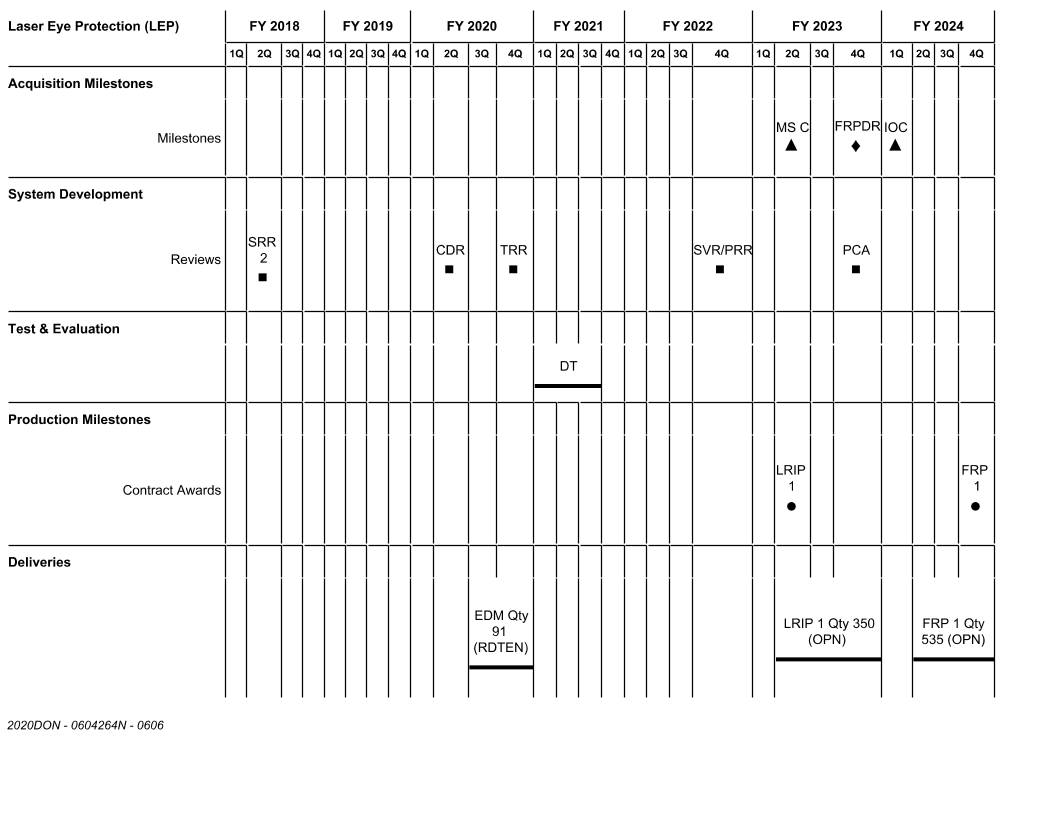 Laser Eye Protection (LEP) FY 2018 FY 2019 FY 2020 FY 2021 FY 2022 FY 2023 FY 2024
1Q 2Q 3Q 4Q 1Q 2Q 3Q 4Q 1Q 2Q 3Q 4Q 1Q 2Q 3Q 4Q 1Q 2Q 3Q 4Q 1Q 2Q 3Q 4Q 1Q 2Q 3Q 4Q
Acquisition Milestones
Milestones MS C FRPDR IOC
System Development
Reviews SRR
2
CDR TRR SVR/PRR PCA
Test & Evaluation
DT
Production Milestones
Contract Awards LRIP
1
FRP
1
Deliveries
EDM Qty
91
(RDTEN)
LRIP 1 Qty 350
(OPN)
FRP 1 Qty
535 (OPN)
2020DON - 0604264N - 0606